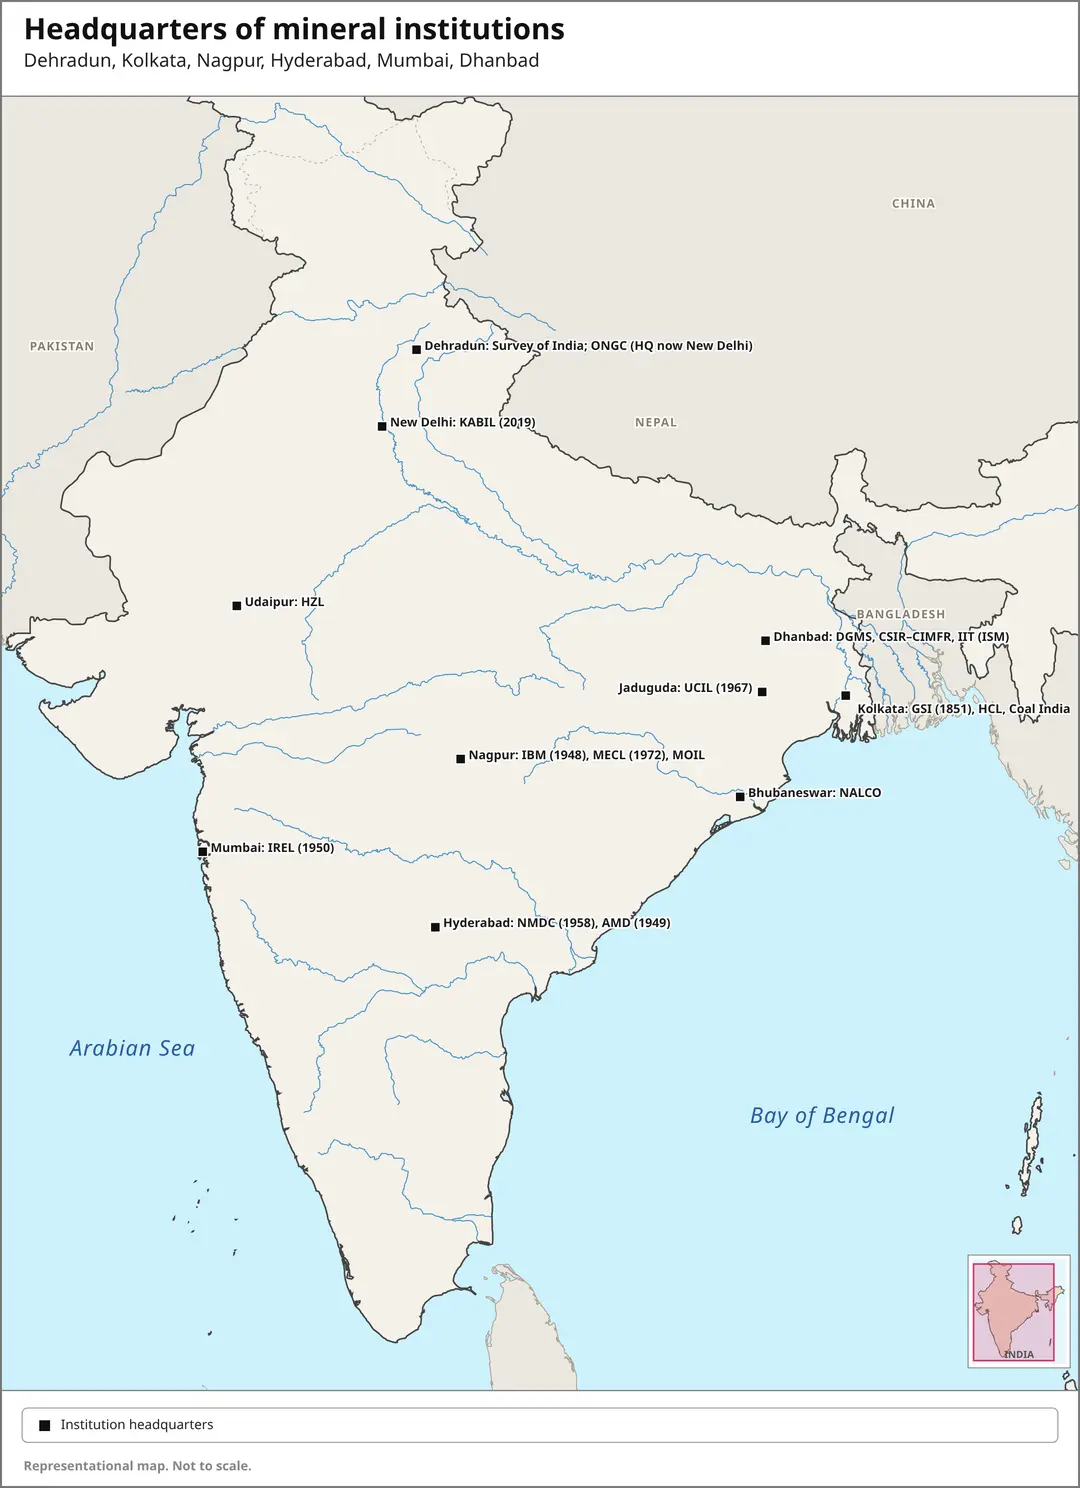 Headquarters of mineral institutions
Dehradun, Kolkata, Nagpur, Hyderabad, Mumbai, Dhanbad
CHINA
PAKISTAN
Dehradun: Survey of India; ONGC (HQ now New Delhi)
New Delhi: KABIL (2019)
NEPAL
Udaipur: HZL
BANGLADESH
Dhanbad: DGMS, CSIR–CIMFR, IIT (ISM)
Jaduguda: UCIL (1967)
Kolkata: GSI (1851), HCL, Coal India
Nagpur: IBM (1948), MECL (1972), MOIL
Bhubaneswar: NALCO
Mumbai: IREL (1950)
Hyderabad: NMDC (1958), AMD (1949)
Arabian Sea
Bay of Bengal
INDIA
Institution headquarters
Representational map. Not to scale.